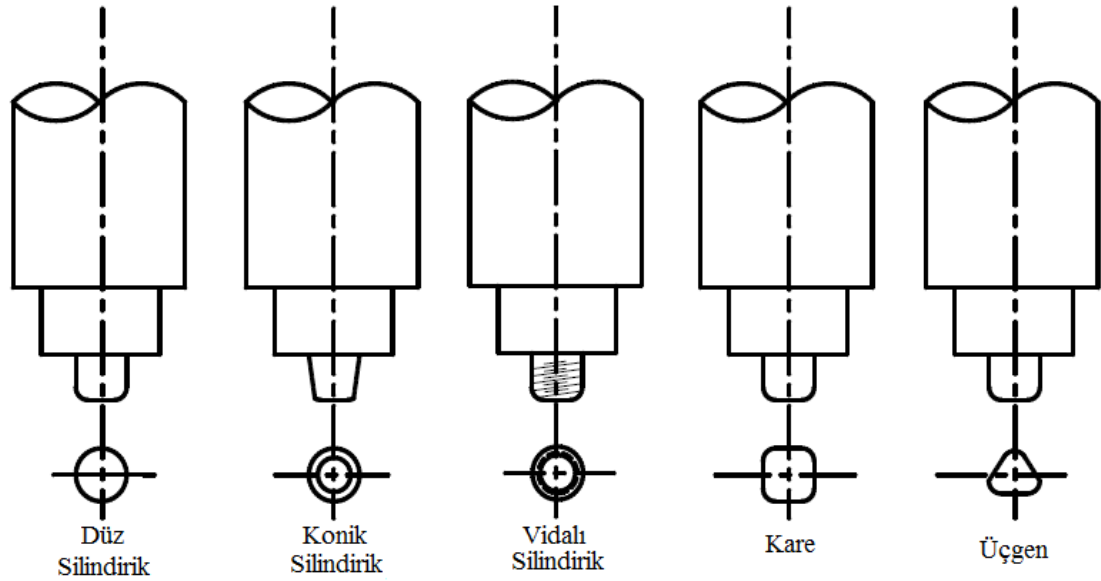 Düz
Silindirik
Konik
Silindirik
Vidalı
Silindirik
Kare
Üçgen